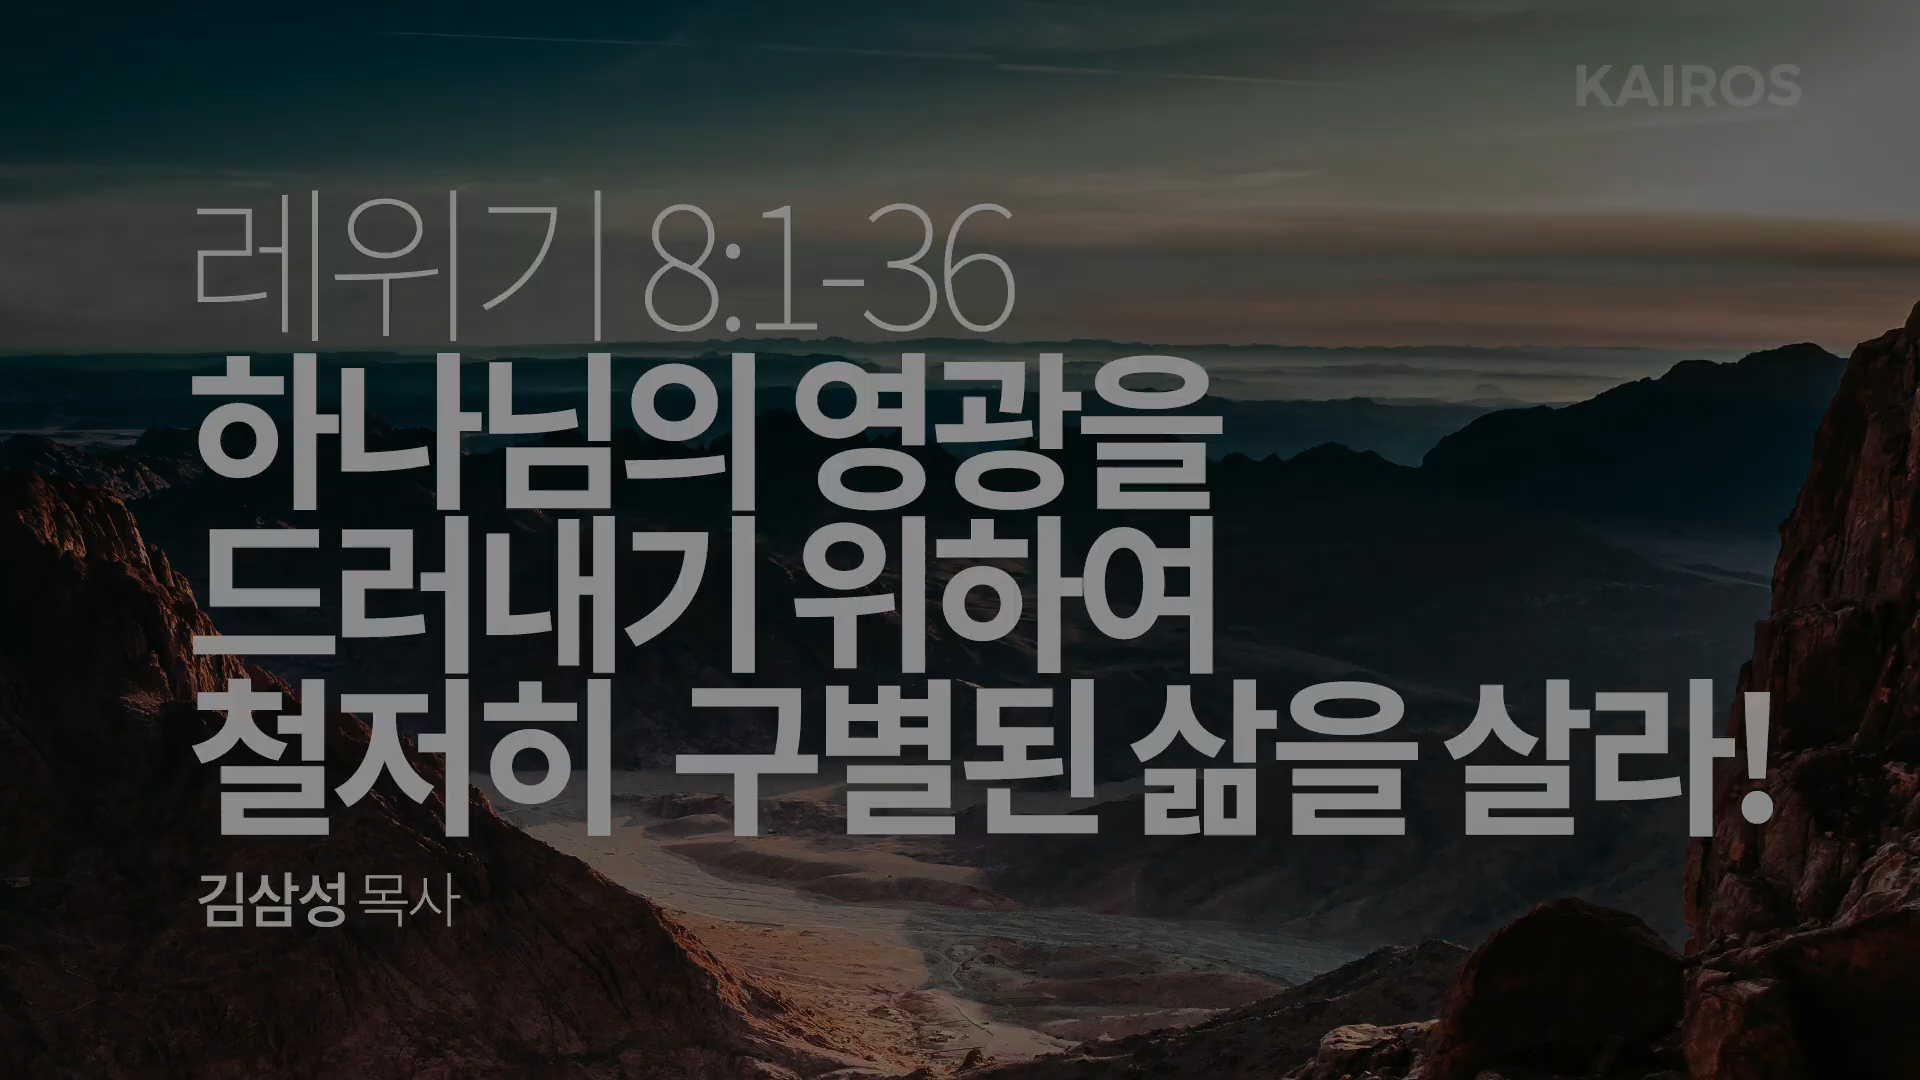 KAIROS
레위기 8:1-36
하나님의 영광을
드러내기 위하여
철저히 구별된 삶을 살라!
김삼성 목사